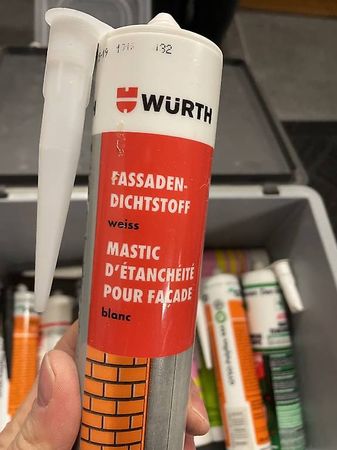 WÜRTH
FASSADEN-
DICHTSTOFF
weiss
MASTIC
D'ÉTANCHÉITÉ
POUR FAÇADE
blanc